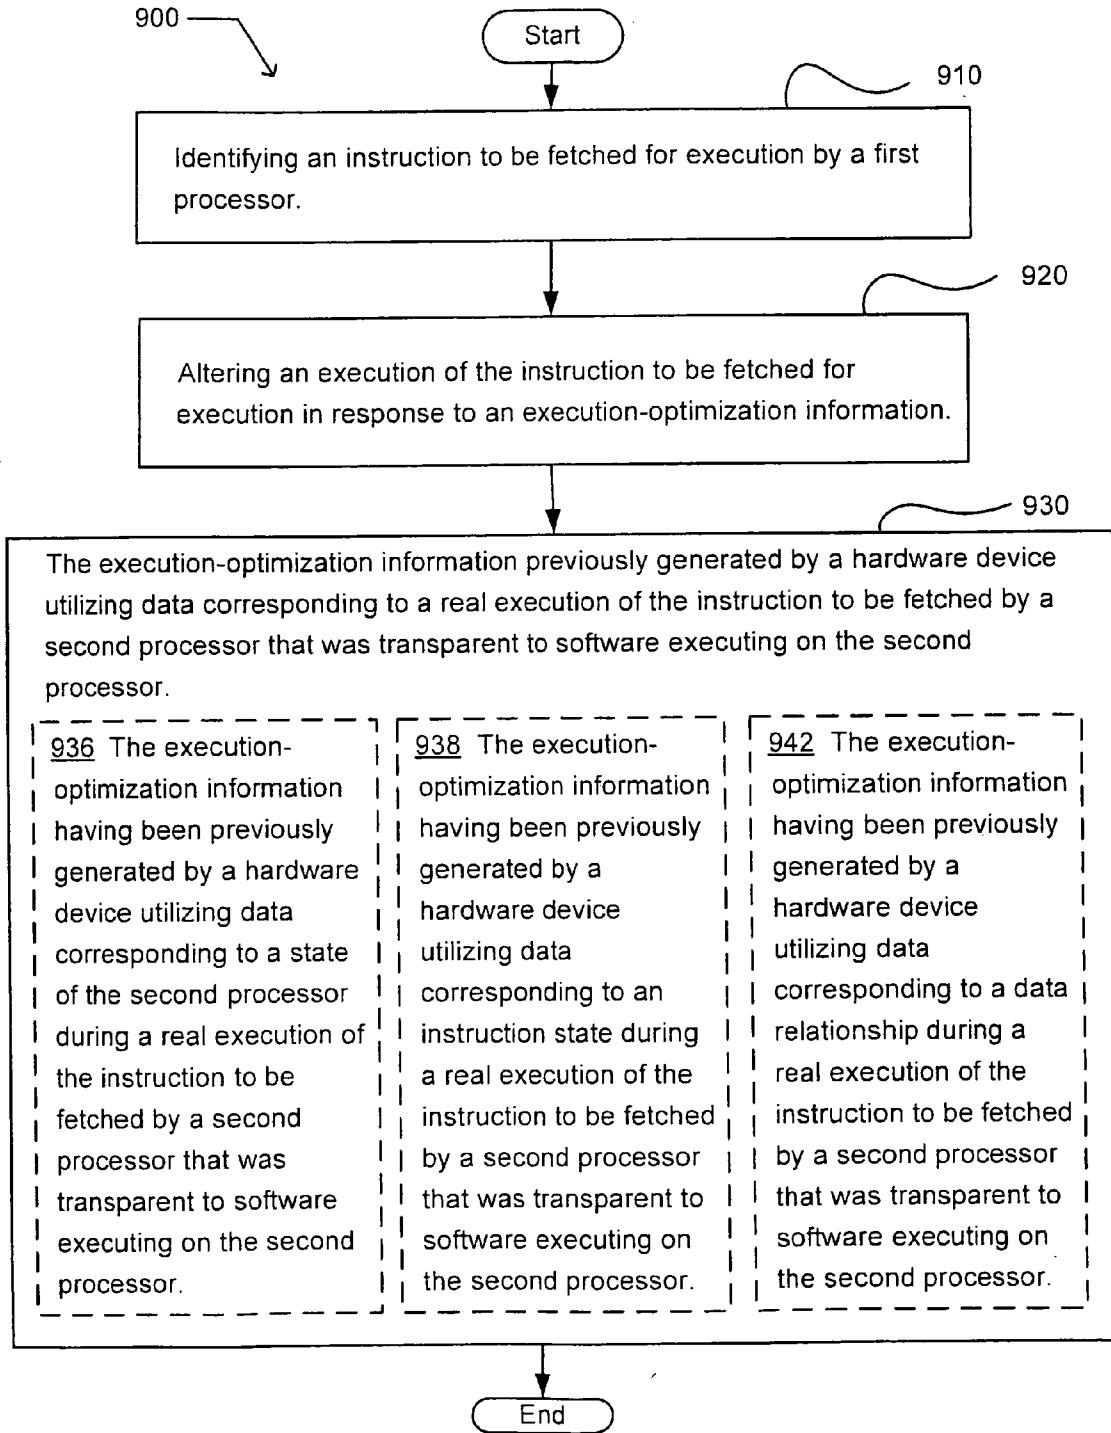 900
Start
910
Identifying an instruction to be fetched for execution by a first
processor.
920
Altering an execution of the instruction to be fetched for
execution in response to an execution-optimization information.
930
The execution-optimization information previously generated by a hardware device
utilizing data corresponding to a real execution of the instruction to be fetched by a
second processor that was transparent to software executing on the second
processor.
936 The execution-
optimization information
having been previously
generated by a hardware
device utilizing data
corresponding to a state
of the second processor
during a real execution of
the instruction to be
fetched by a second
processor that was
transparent to software
executing on the second
processor.
938 The execution-
optimization information
having been previously
generated by a
hardware device
utilizing data
corresponding to an
instruction state during
a real execution of the
instruction to be fetched
by a second processor
that was transparent to
software executing on
the second processor.
942 The execution-
optimization information
having been previously
generated by a
hardware device
utilizing data
corresponding to a data
relationship during a
real execution of the
instruction to be fetched
by a second processor
that was transparent to
software executing on
the second processor.
End